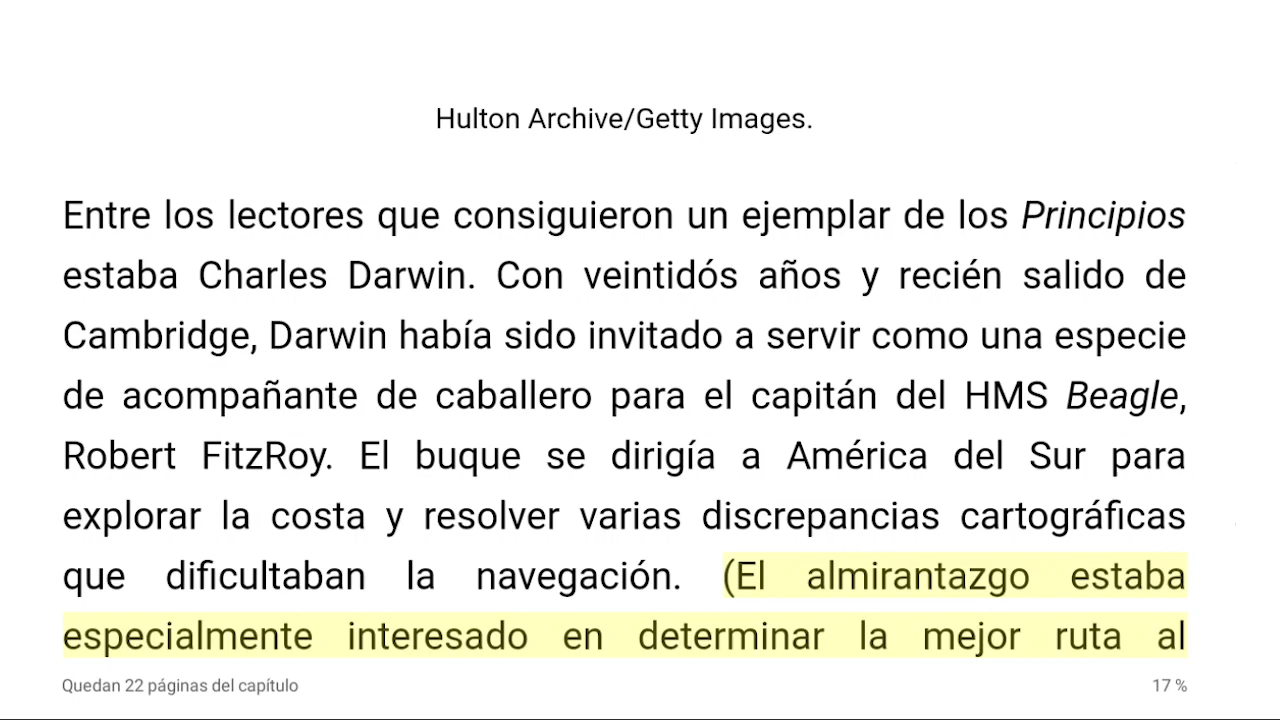 Hulton Archive/Getty Images.
Entre los lectores que consiguieron un ejemplar de los Principios
estaba Charles Darwin. Con veintidós años y recién salido de
Cambridge, Darwin había sido invitado a servir como una especie
de acompañante de caballero para el capitán del HMS Beagle,
Robert FitzRoy. El buque se dirigía a América del Sur para
explorar la costa y resolver varias discrepancias cartográficas
que dificultaban la navegación. (El almirantazgo estaba
especialmente interesado en determinar la mejor ruta al
Quedan 22 páginas del capítulo 17 %